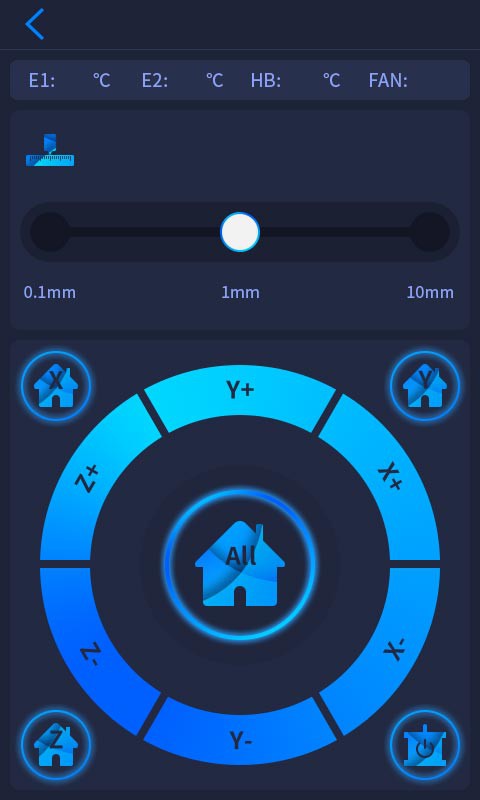 E1: ℃ E2: ℃ HB: ℃ FAN:
0.1mm 1mm 10mm
X Y
Y+
Z+ X+
All
Z- X-
Y-
Z